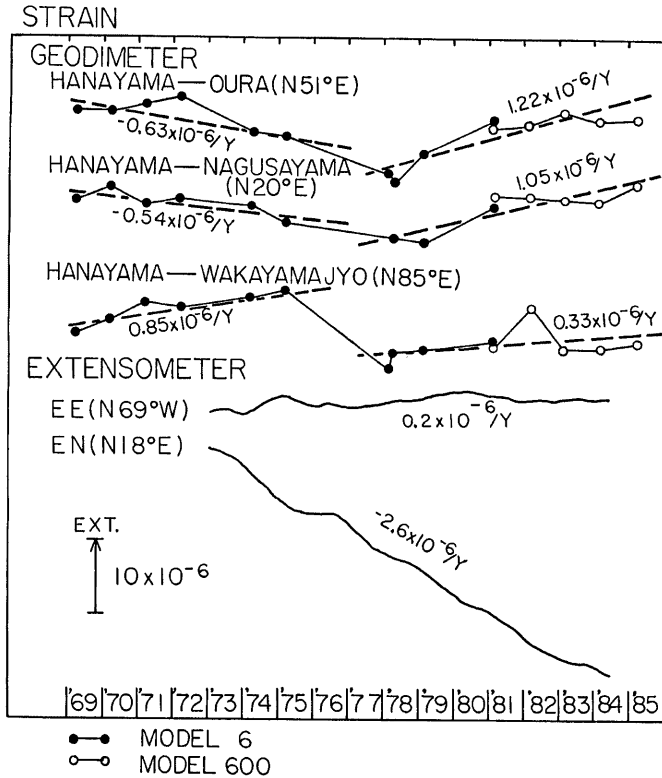 STRAIN
GEODIMETER
HANAYAMA—OURA(N51°E)
-0.63x10⁻⁶/Y
1.22x10⁻⁶/Y
HANAYAMA—NAGUSAYAMA
(N20°E)
-0.54x10⁻⁶/Y
1.05x10⁻⁶/Y
HANAYAMA—WAKAYAMAJYO(N85°E)
0.85x10⁻⁶/Y
0.33x10⁻⁶/Y
EXTENSOMETER
EE(N69°W)
0.2x10⁻⁶/Y
EN(N18°E)
-2.6x10⁻⁶/Y
EXT.
10x10⁻⁶
'69 '70 '71 '72 '73 '74 '75 '76 '77 '78 '79 '80 '81 '82 '83 '84 '85
MODEL 6
MODEL 600